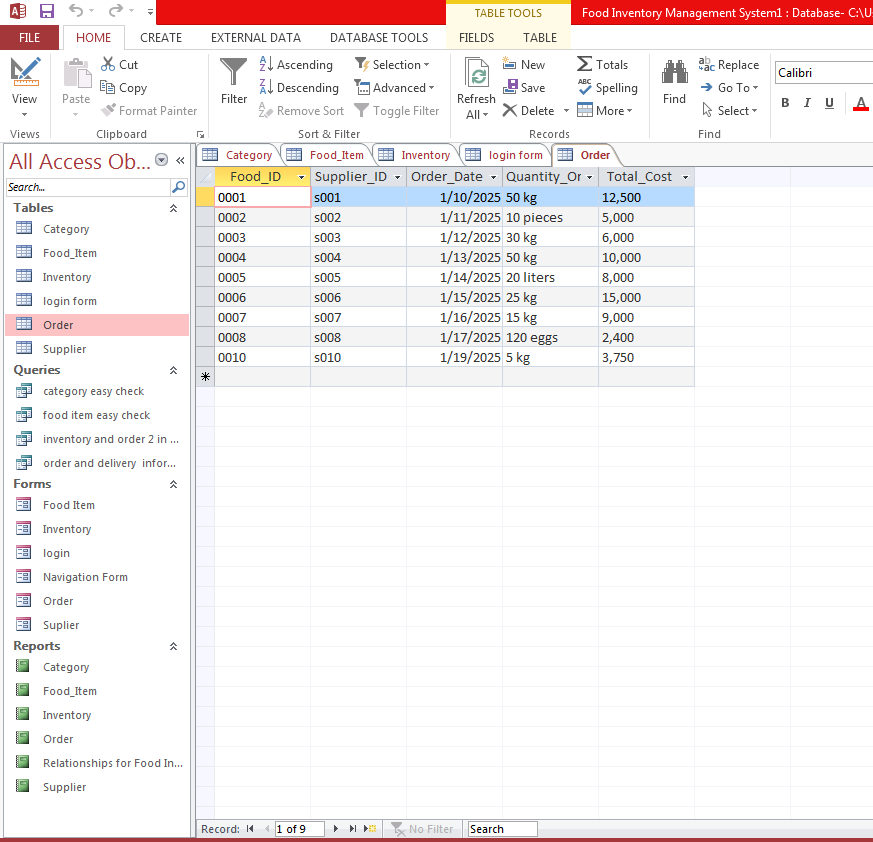 TABLE TOOLS
Food Inventory Management System1 : Database- C:\U
FILE HOME CREATE EXTERNAL DATA DATABASE TOOLS FIELDS TABLE
View
Views
Paste
Cut
Copy
Format Painter
Clipboard
Filter
Ascending
Descending
Remove Sort
Selection
Advanced
Toggle Filter
Sort & Filter
Refresh
All
New
Save
Delete
Totals
Spelling
More
Records
Find
Replace
Go To
Select
Find
Calibri
B I U A
All Access Ob...
Search...
Tables
Category
Food_Item
Inventory
login form
Order
Supplier
Queries
category easy check
food item easy check
inventory and order 2 in ...
order and delivery infor...
Forms
Food Item
Inventory
login
Navigation Form
Order
Suplier
Reports
Category
Food_Item
Inventory
Order
Relationships for Food In...
Supplier
Category Food_Item Inventory login form Order
Food_ID Supplier_ID Order_Date Quantity_Or Total_Cost
0001 s001 1/10/2025 50 kg 12,500
0002 s002 1/11/2025 10 pieces 5,000
0003 s003 1/12/2025 30 kg 6,000
0004 s004 1/13/2025 50 kg 10,000
0005 s005 1/14/2025 20 liters 8,000
0006 s006 1/15/2025 25 kg 15,000
0007 s007 1/16/2025 15 kg 9,000
0008 s008 1/17/2025 120 eggs 2,400
0010 s010 1/19/2025 5 kg 3,750
Record: 1 of 9 No Filter Search